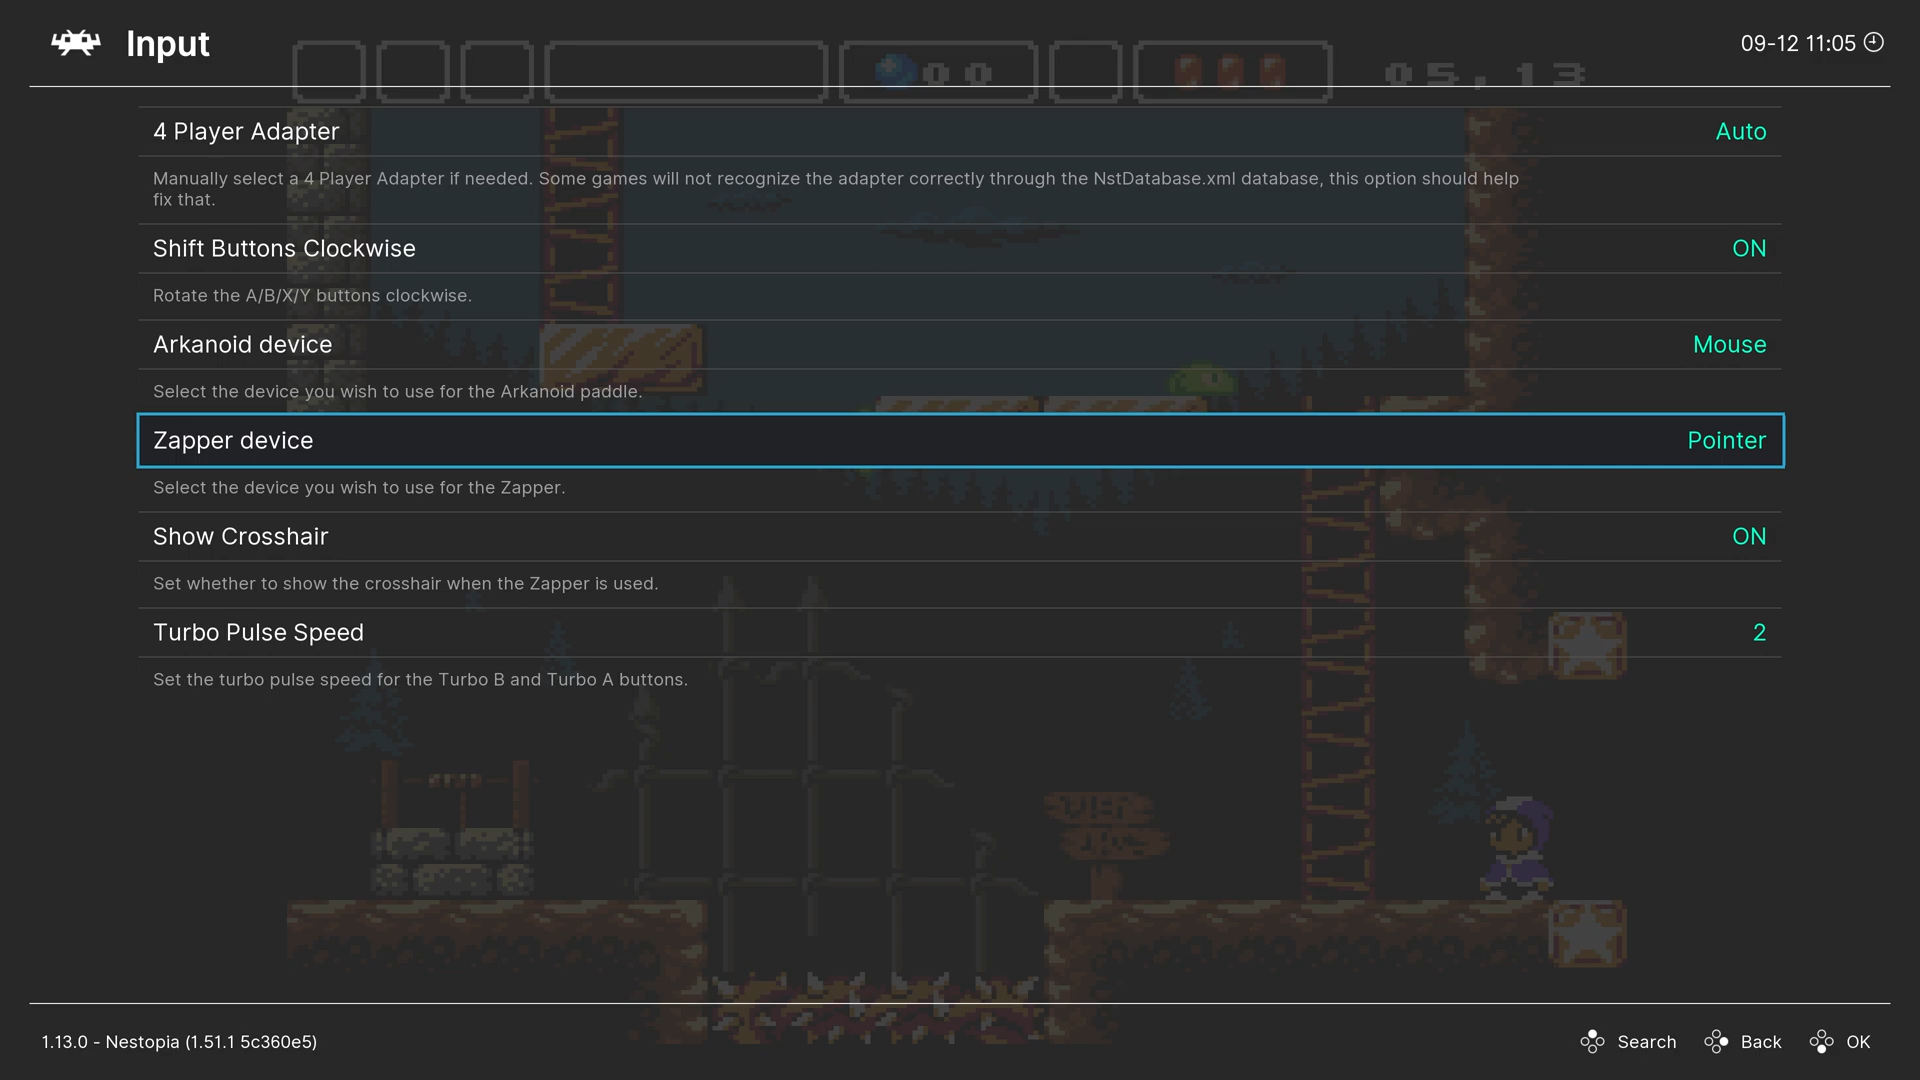 Input
09-12 11:05
00
05,13
4 Player Adapter
Auto
Manually select a 4 Player Adapter if needed. Some games will not recognize the adapter correctly through the NstDatabase.xml database, this option should help
fix that.
Shift Buttons Clockwise
ON
Rotate the A/B/X/Y buttons clockwise.
Arkanoid device
Mouse
Select the device you wish to use for the Arkanoid paddle.
Zapper device
Pointer
Select the device you wish to use for the Zapper.
Show Crosshair
ON
Set whether to show the crosshair when the Zapper is used.
Turbo Pulse Speed
2
Set the turbo pulse speed for the Turbo B and Turbo A buttons.
1.13.0 - Nestopia (1.51.1 5c360e5)
Search
Back
OK